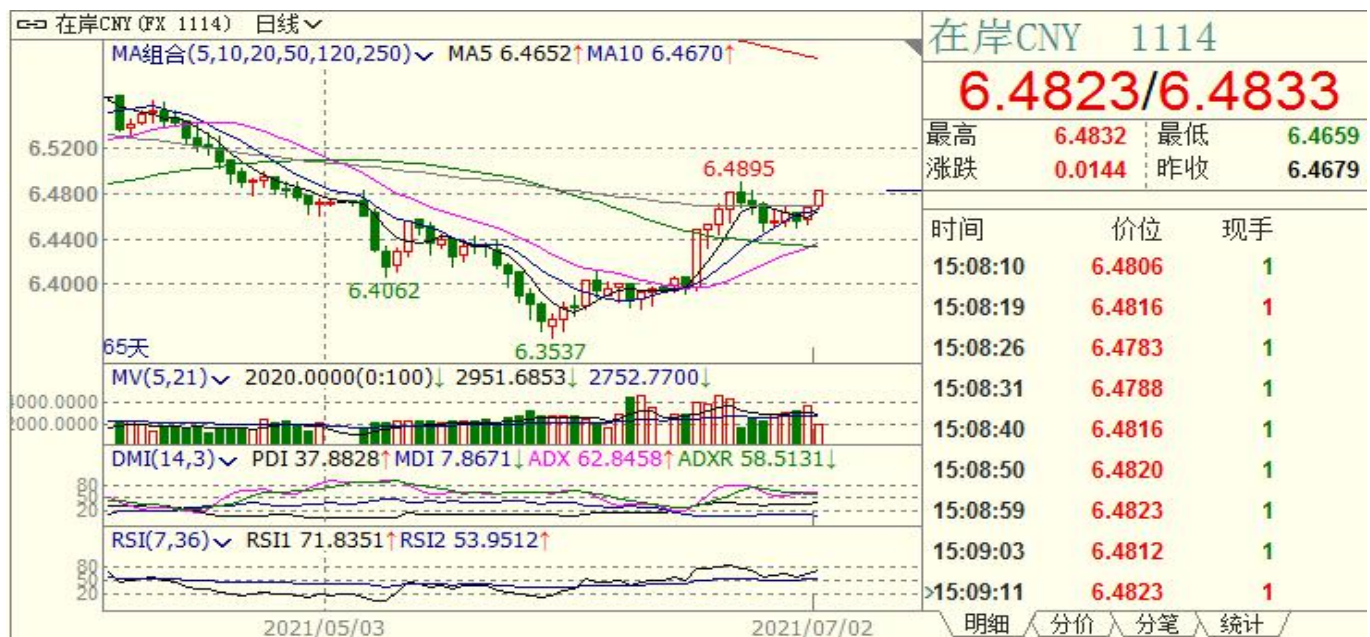 在岸CNY(FX 1114) 日线
MA组合(5,10,20,50,120,250) MA5 6.4652↑MA10 6.4670↑
6.5200
6.4800
6.4400
6.4000
6.4895
6.4062
6.3537
65天
MV(5,21) 2020.0000(0:100)↓ 2951.6853↓ 2752.7700↓
4000.0000
2000.0000
DMI(14,3) PDI 37.8828↑MDI 7.8671↓ADX 62.8458↑ADXR 58.5131↓
80
50
20
RSI(7,36) RSI1 71.8351↑RSI2 53.9512↑
80
50
20
2021/05/03 2021/07/02
在岸CNY 1114
6.4823/6.4833
最高 6.4832 最低 6.4659
涨跌 0.0144 昨收 6.4679
时间 价位 现手
15:08:10 6.4806 1
15:08:19 6.4816 1
15:08:26 6.4783 1
15:08:31 6.4788 1
15:08:40 6.4816 1
15:08:50 6.4820 1
15:08:59 6.4823 1
15:09:03 6.4812 1
>15:09:11 6.4823 1
明细 分价 分笔 统计